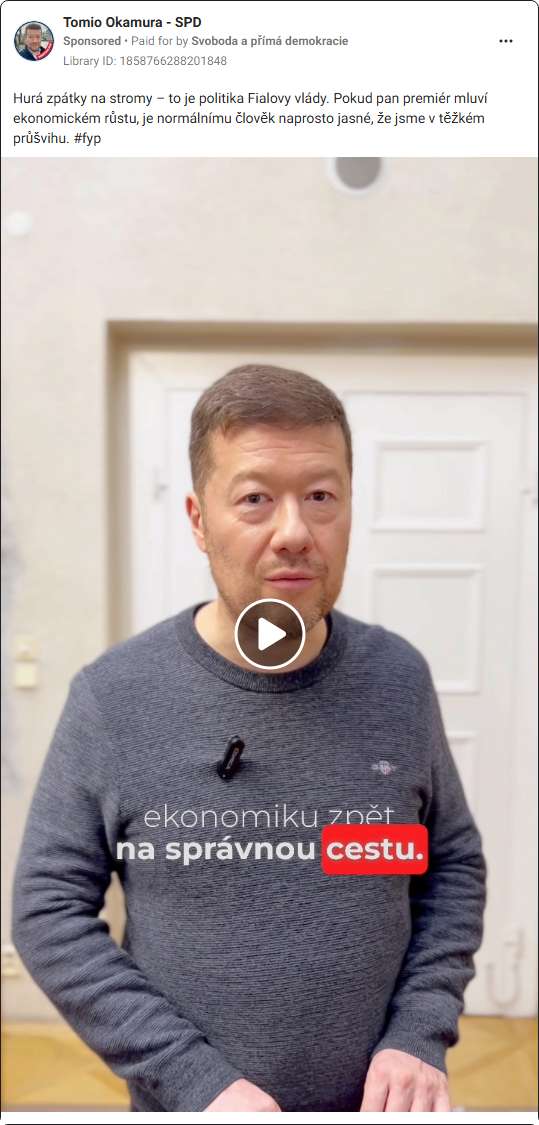 Tomio Okamura - SPD
Sponsored • Paid for by Svoboda a přímá demokracie
Library ID: 1858766288201848
Hurá zpátky na stromy – to je politika Fialovy vlády. Pokud pan premiér mluví
ekonomickém růstu, je normálnímu člověk naprosto jasné, že jsme v těžkém
průšvihu. #fyp
ekonomiku zpět
na správnou cestu.